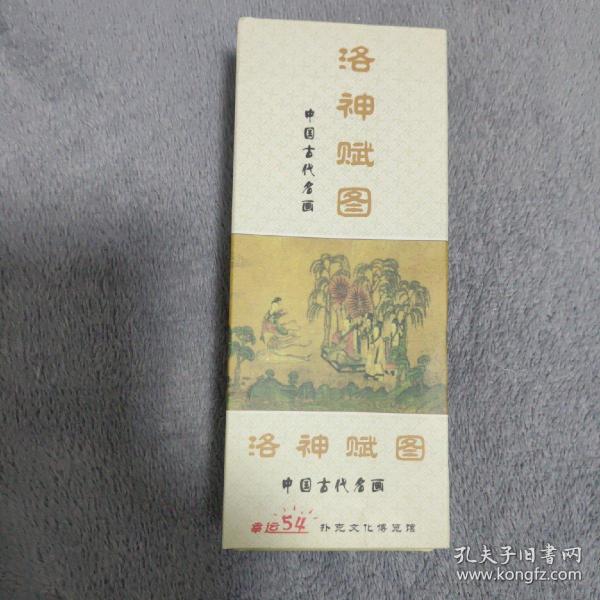 洛神赋图
中国古代名画
洛神赋图
中国古代名画
幸运54 扑克文化博览馆
孔夫子旧书网
www.kongfz.com